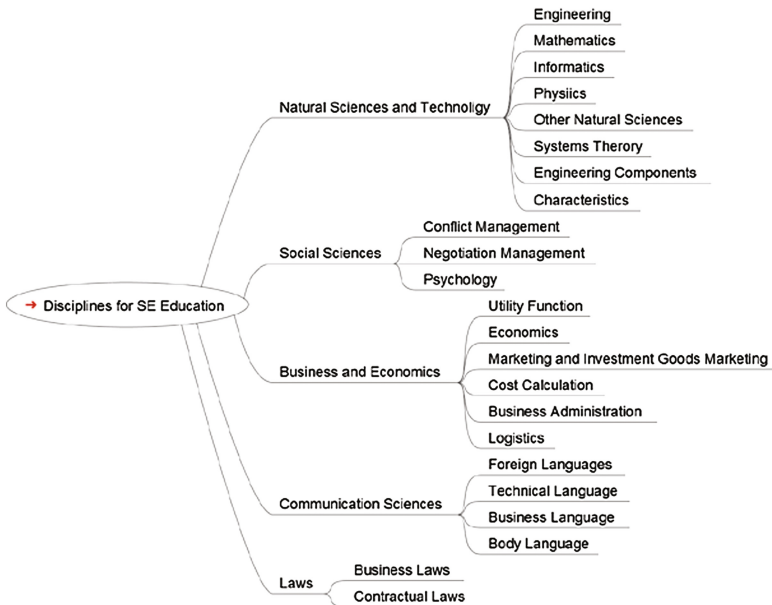 Engineering
Mathematics
Informatics
Physiics
Natural Sciences and Technoligy
Other Natural Sciences
Systems Therory
Engineering Components
Characteristics
Conflict Management
Social Sciences
Negotiation Management
Psychology
Disciplines for SE Education
Utility Function
Economics
Marketing and Investment Goods Marketing
Business and Economics
Cost Calculation
Business Administration
Logistics
Foreign Languages
Technical Language
Communication Sciences
Business Language
Body Language
Business Laws
Laws
Contractual Laws